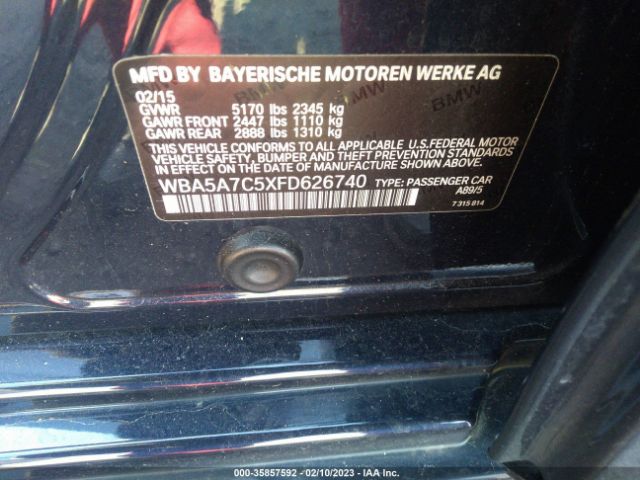 MFD BY BAYERISCHE MOTOREN WERKE AG
02/15
GVWR 5170 lbs 2345 kg
GAWR FRONT 2447 lbs 1110 kg
GAWR REAR 2888 lbs 1310 kg
THIS VEHICLE CONFORMS TO ALL APPLICABLE U.S.FEDERAL MOTOR
VEHICLE SAFETY, BUMPER AND THEFT PREVENTION STANDARDS
IN EFFECT ON THE DATE OF MANUFACTURE SHOWN ABOVE.
WBA5A7C5XFD626740 TYPE: PASSENGER CAR
A89/5
7 315 814
000-35857592 — 02/10/2023 — IAA Inc.